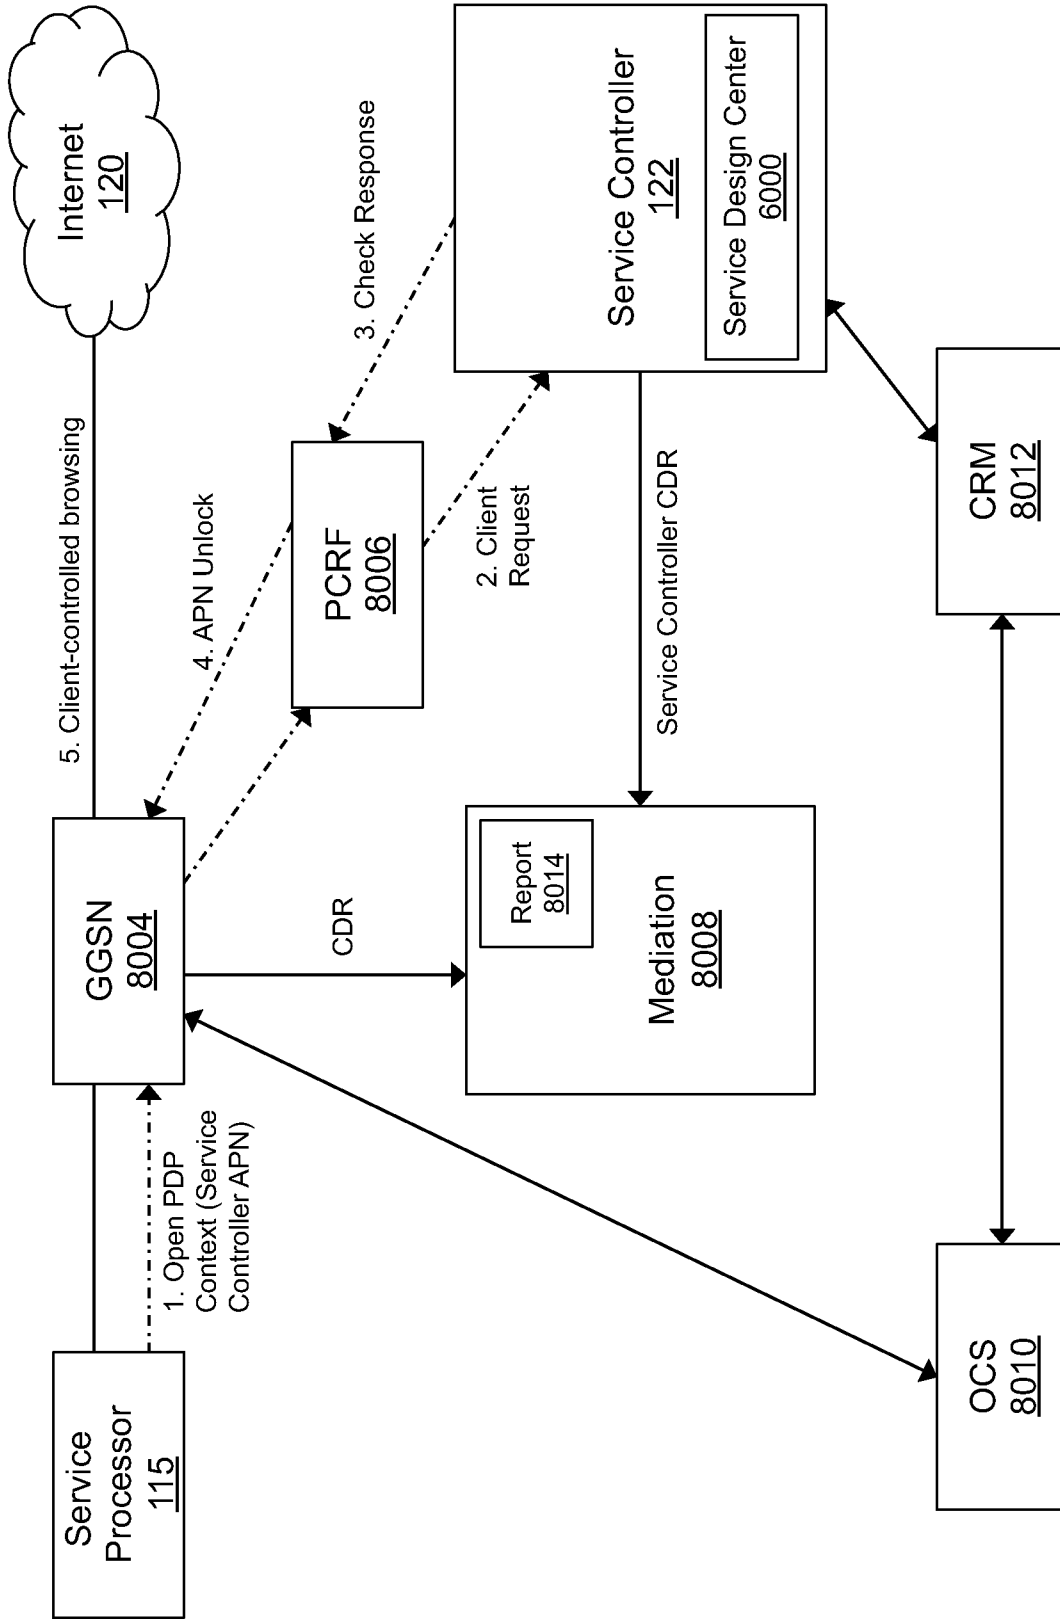 Service
Processor
115
1. Open PDP
Context (Service
Controller APN)
GGSN
8004
5. Client-controlled browsing
Internet
120
4. APN Unlock
PCRF
8006
3. Check Response
2. Client
Request
CDR
Report
8014
Mediation
8008
Service Controller CDR
Service Controller
122
Service Design Center
6000
OCS
8010
CRM
8012